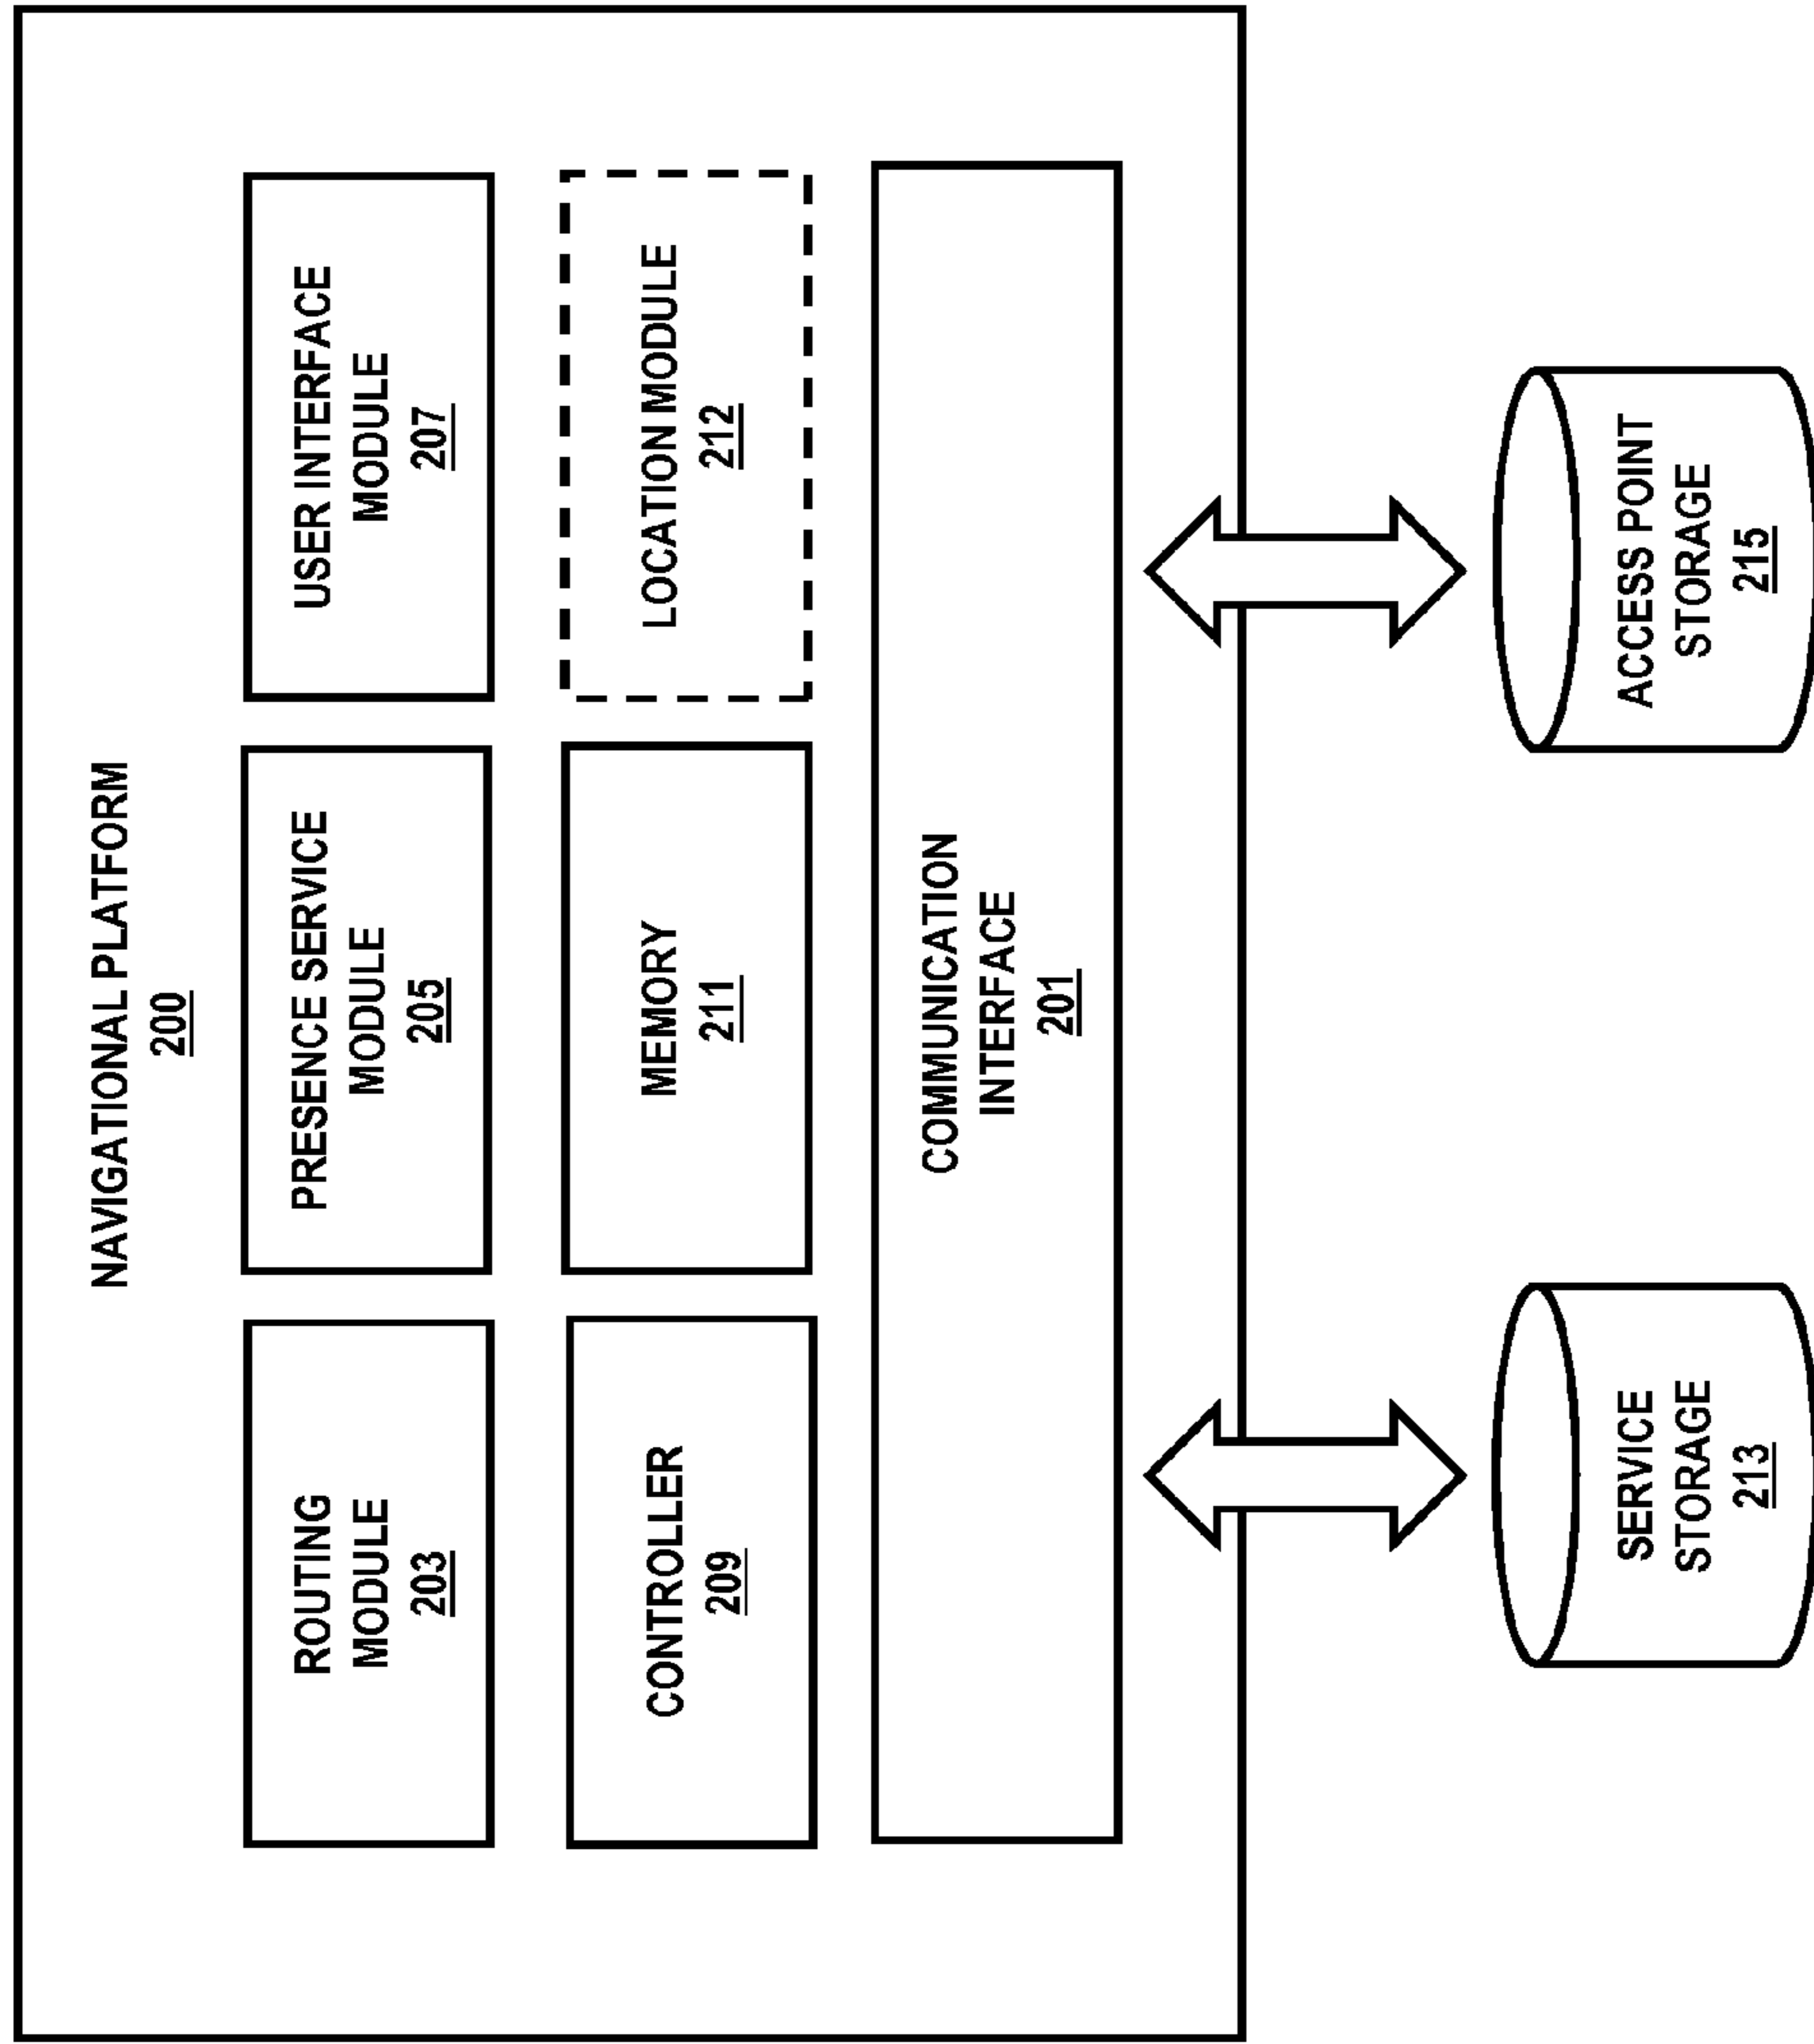 NAVIGATIONAL PLATFORM
200
ROUTING
MODULE
203
PRESENCE SERVICE
MODULE
205
USER INTERFACE
MODULE
207
CONTROLLER
209
MEMORY
211
LOCATION MODULE
212
COMMUNICATION
INTERFACE
201
SERVICE
STORAGE
213
ACCESS POINT
STORAGE
215